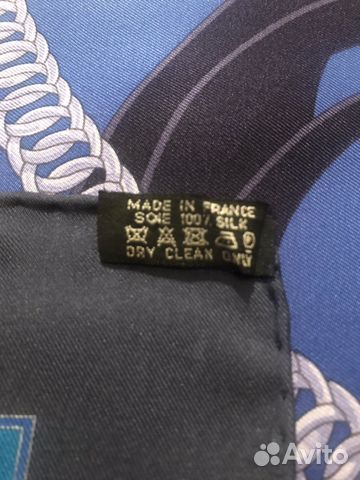 MADE IN FRANCE
SOIE 100% SILK
P
DRY CLEAN ONLY
Avito